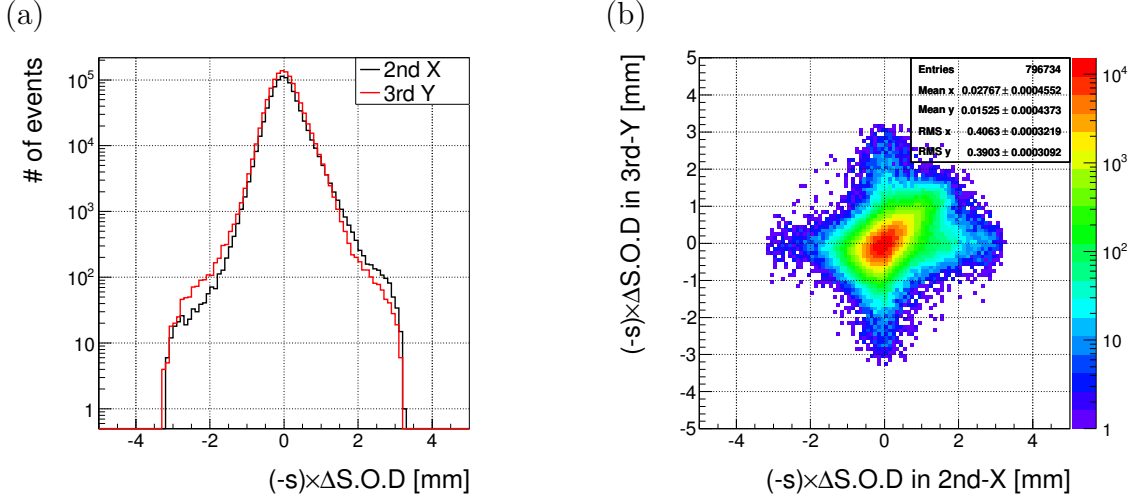 (a)
# of events
10^5
10^4
10^3
10^2
10
1
2nd X
3rd Y
-4 -2 0 2 4
(-s)×ΔS.O.D [mm]
(b)
(-s)×ΔS.O.D in 3rd-Y [mm]
5
4
3
2
1
0
-1
-2
-3
-4
-5
Entries 796734
Mean x 0.02767 ± 0.0004552
Mean y 0.01525 ± 0.0004373
RMS x 0.4063 ± 0.0003219
RMS y 0.3903 ± 0.0003092
-4 -2 0 2 4
(-s)×ΔS.O.D in 2nd-X [mm]
10^4
10^3
10^2
10
1